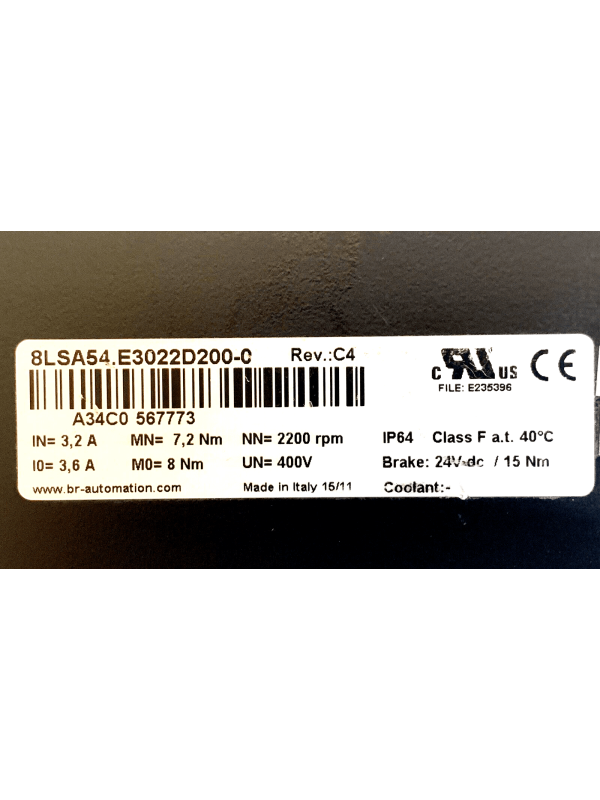 8LSA54.E3022D200-0 Rev.:C4
c RU US CE
FILE: E235396
A34C0 567773
IN= 3,2 A MN= 7,2 Nm NN= 2200 rpm IP64 Class F a.t. 40°C
I0= 3,6 A M0= 8 Nm UN= 400V Brake: 24V-dc / 15 Nm
www.br-automation.com Made in Italy 15/11 Coolant:-